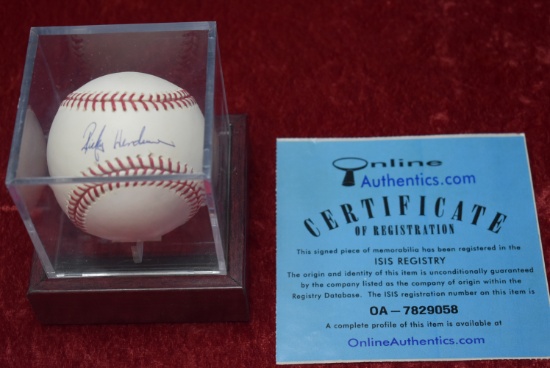 Ricky Henderson
Online
Authentics.com
CERTIFICATE
OF REGISTRATION
This signed piece of memorabilia has been registered in the
ISIS REGISTRY
The origin and identity of this item is unconditionally guaranteed
by the company listed as the company of origin within the
Registry Database. The ISIS registration number on this item is
OA-7829058
A complete profile of this item is available at
OnlineAuthentics.com